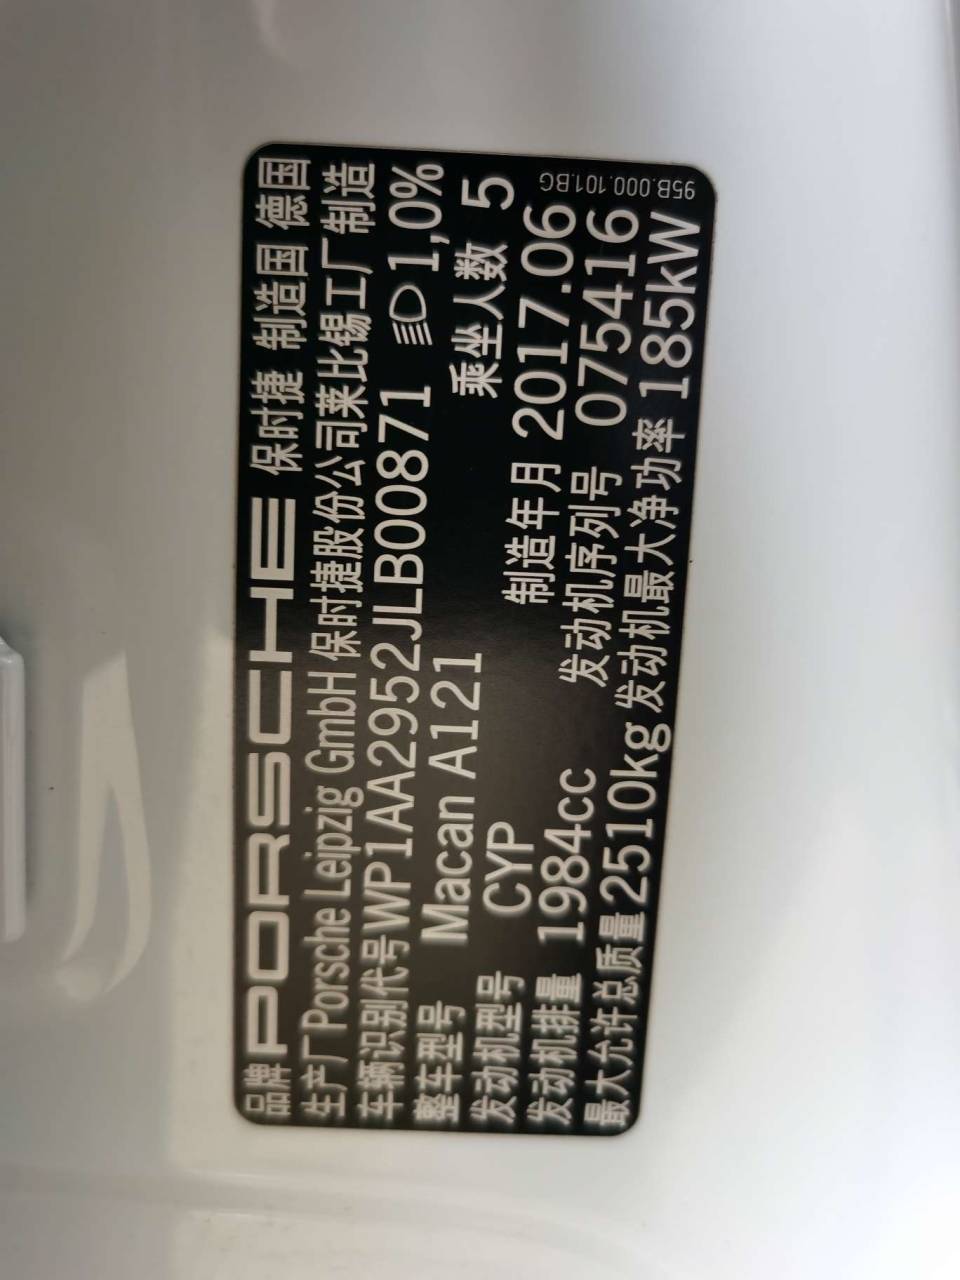 品牌 PORSCHE 保时捷 制造国 德国
生产厂 Porsche Leipzig GmbH 保时捷股份公司莱比锡工厂 制造
车辆识别代号 WP1AA2952JLB00871 1,0%
整车型号 Macan A121 乘坐人数 5
发动机型号 CYP 制造年月 2017.06
发动机排量 1984cc 发动机序列号 075416
最大允许总质量 2510kg 发动机最大净功率 185kW
95B.000.101.BG